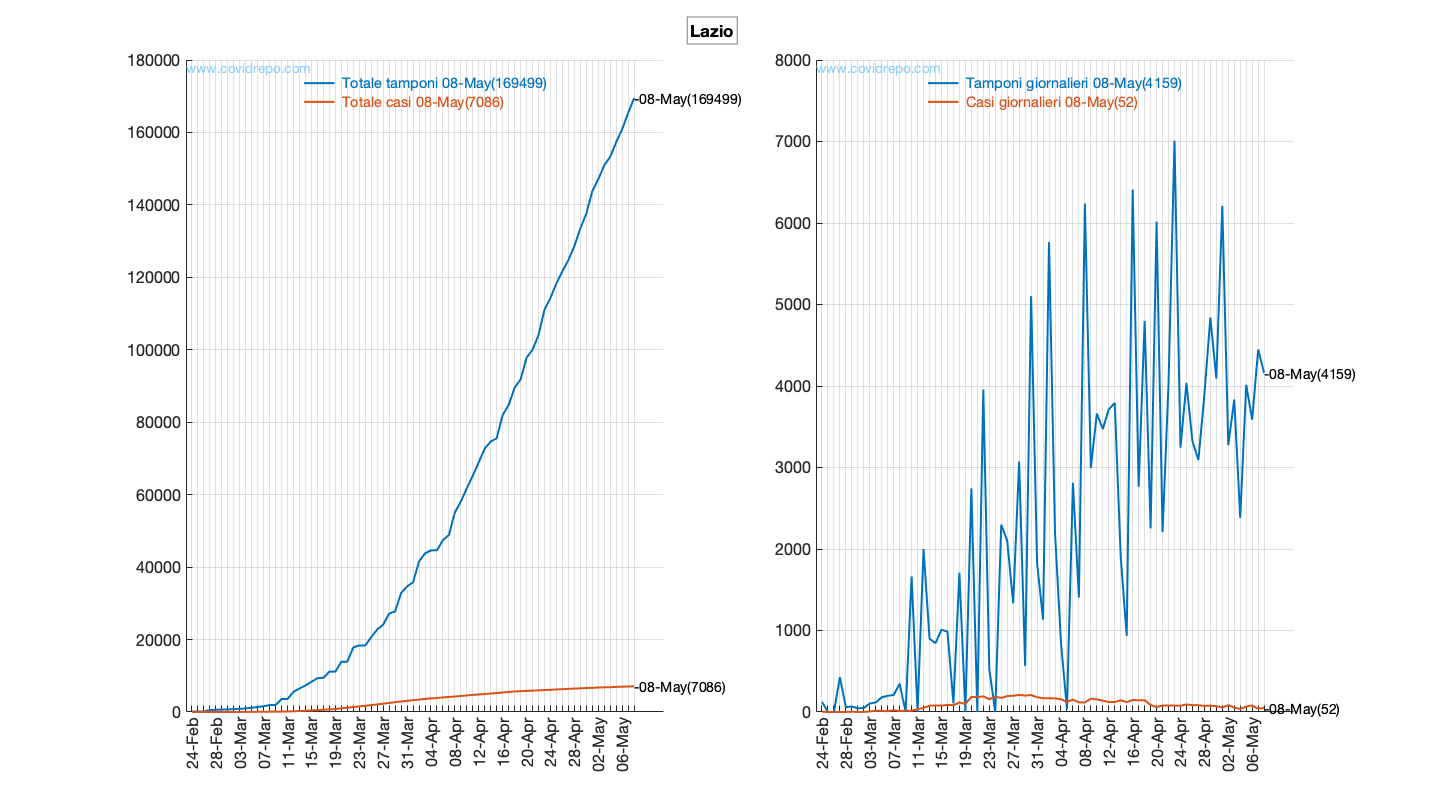 Lazio
www.covidrepo.com
Totale tamponi 08-May(169499)
Totale casi 08-May(7086)
180000
160000
140000
120000
100000
80000
60000
40000
20000
0
08-May(169499)
08-May(7086)
24-Feb
28-Feb
03-Mar
07-Mar
11-Mar
15-Mar
19-Mar
23-Mar
27-Mar
31-Mar
04-Apr
08-Apr
12-Apr
16-Apr
20-Apr
24-Apr
28-Apr
02-May
06-May
www.covidrepo.com
Tamponi giornalieri 08-May(4159)
Casi giornalieri 08-May(52)
8000
7000
6000
5000
4000
3000
2000
1000
0
08-May(4159)
08-May(52)
24-Feb
28-Feb
03-Mar
07-Mar
11-Mar
15-Mar
19-Mar
23-Mar
27-Mar
31-Mar
04-Apr
08-Apr
12-Apr
16-Apr
20-Apr
24-Apr
28-Apr
02-May
06-May